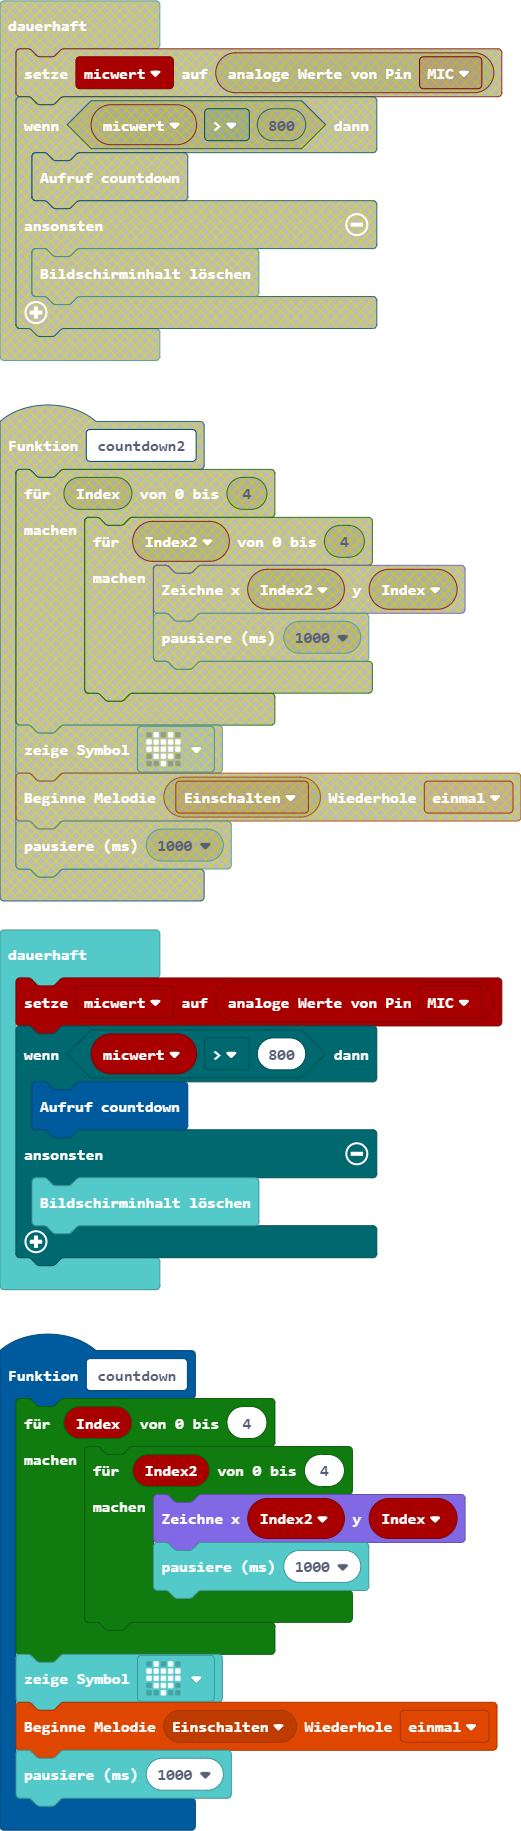 dauerhaft
setze micwert auf analoge Werte von Pin MIC
wenn micwert > 800 dann
Aufruf countdown
ansonsten
Bildschirminhalt löschen
Funktion countdown2
für Index von 0 bis 4
machen
für Index2 von 0 bis 4
machen
Zeichne x Index2 y Index
pausiere (ms) 1000
zeige Symbol
Beginne Melodie Einschalten Wiederhole einmal
pausiere (ms) 1000
dauerhaft
setze micwert auf analoge Werte von Pin MIC
wenn micwert > 800 dann
Aufruf countdown
ansonsten
Bildschirminhalt löschen
Funktion countdown
für Index von 0 bis 4
machen
für Index2 von 0 bis 4
machen
Zeichne x Index2 y Index
pausiere (ms) 1000
zeige Symbol
Beginne Melodie Einschalten Wiederhole einmal
pausiere (ms) 1000